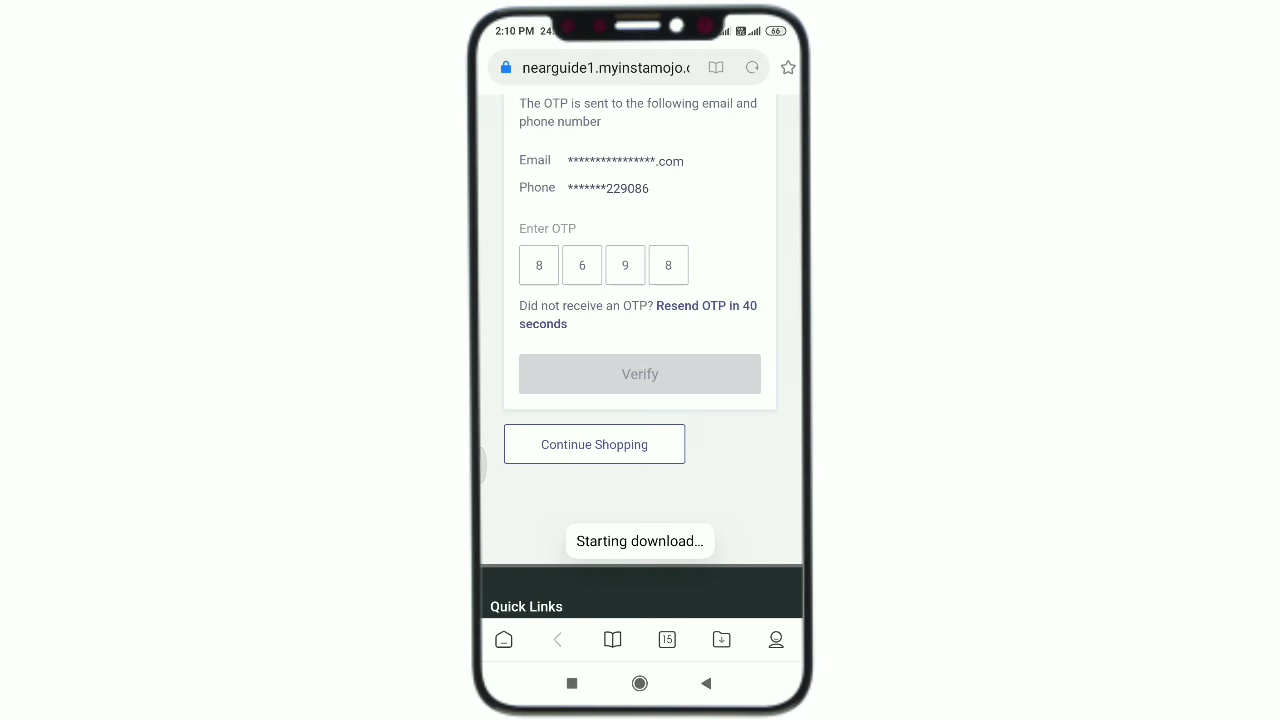 2:10 PM 24.
66
nearguide1.myinstamojo.c
The OTP is sent to the following email and
phone number
Email ****************.com
Phone *******229086
Enter OTP
8 6 9 8
Did not receive an OTP? Resend OTP in 40
seconds
Verify
Continue Shopping
Starting download...
Quick Links
15